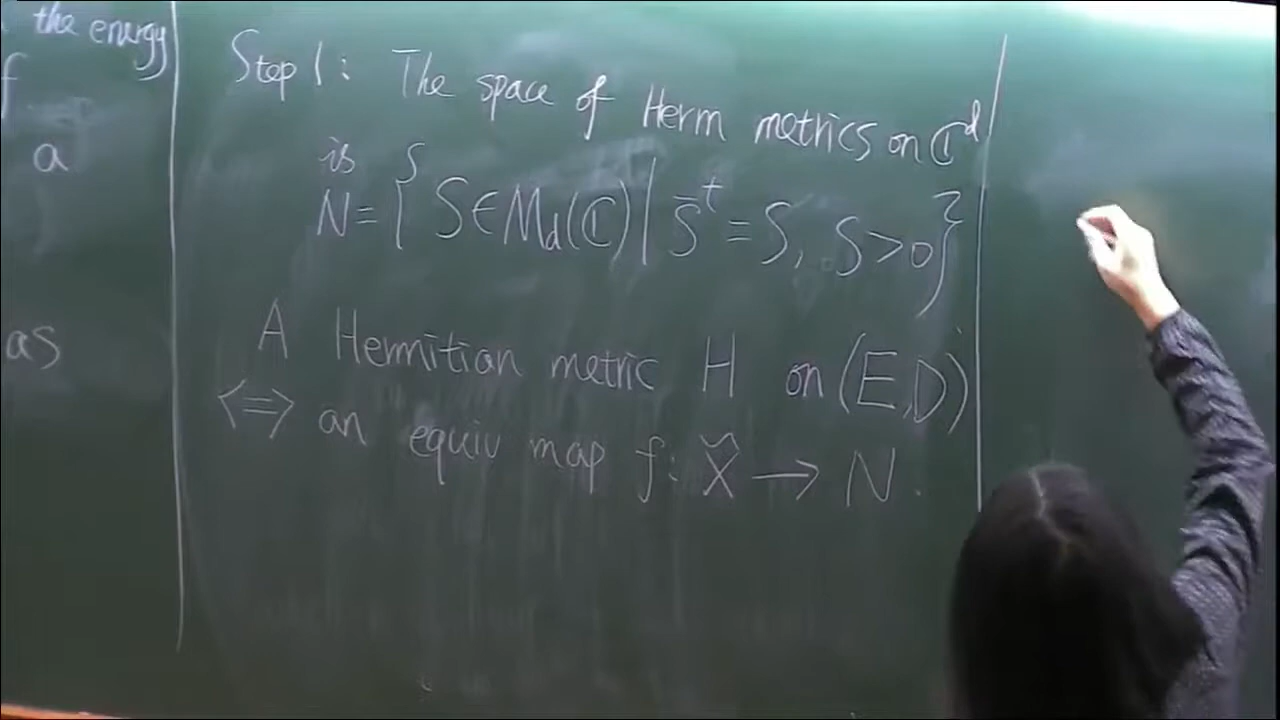 the energy
f
a
as
Step 1: The space of Herm metrics on ℂᵈ
is
N = { S ∈ M_d(ℂ) | S̄ᵗ = S, S > 0 }
A Hermitian metric H on (E, D)
⟺ an equiv map f: X̃ → N.